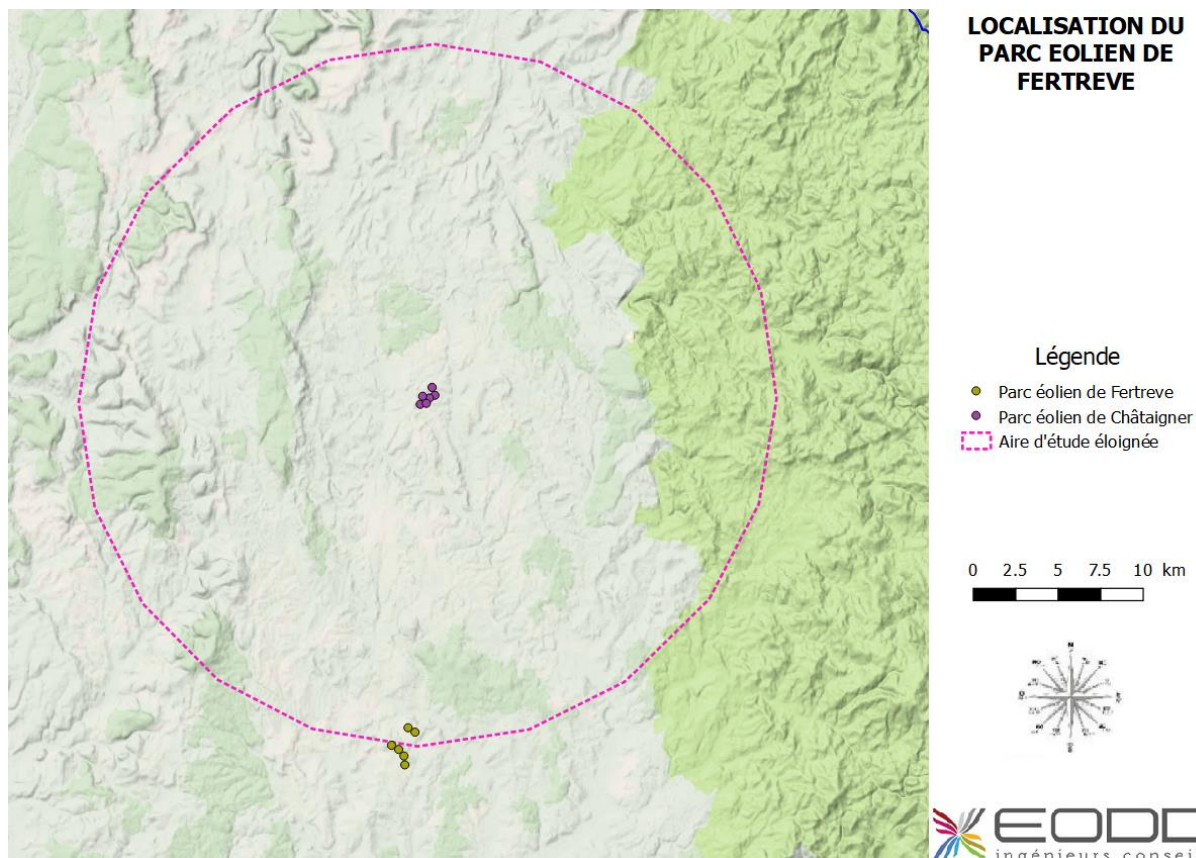 LOCALISATION DU
PARC EOLIEN DE
FERTREVE
Légende
Parc éolien de Fertreve
Parc éolien de Châtaigner
Aire d'étude éloignée
0 2.5 5 7.5 10 km
EODD
ingénieurs conseil